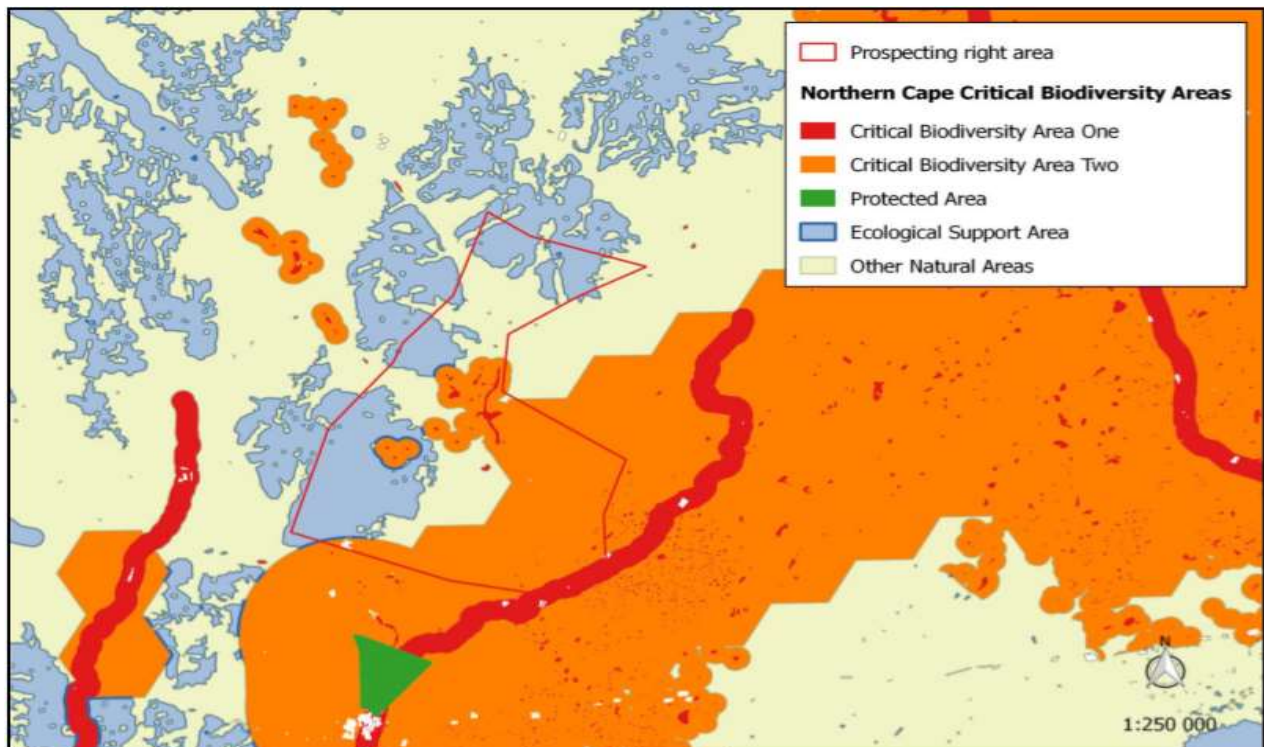 Prospecting right area
Northern Cape Critical Biodiversity Areas
Critical Biodiversity Area One
Critical Biodiversity Area Two
Protected Area
Ecological Support Area
Other Natural Areas
N
1:250 000